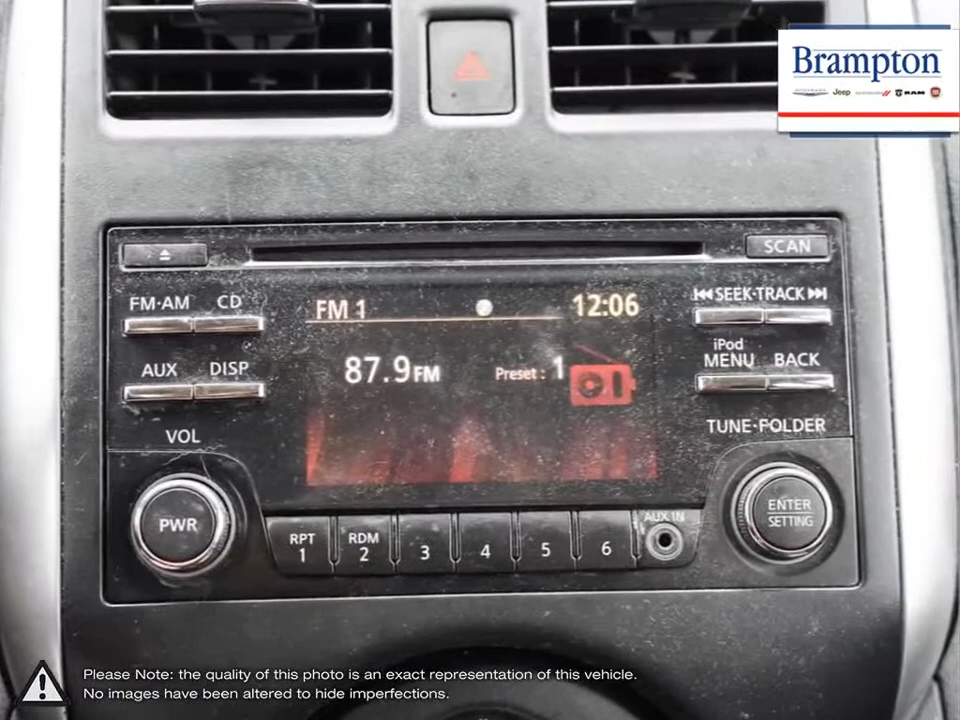 Brampton
Jeep
RAM
SCAN
FM·AM CD
SEEK·TRACK
FM 1
12:06
AUX DISP
iPod
MENU BACK
87.9FM
Preset : 1
VOL
TUNE·FOLDER
PWR
ENTER
SETTING
RPT
1
RDM
2
3
4
5
6
AUX IN
Please Note: the quality of this photo is an exact representation of this vehicle.
No images have been altered to hide imperfections.